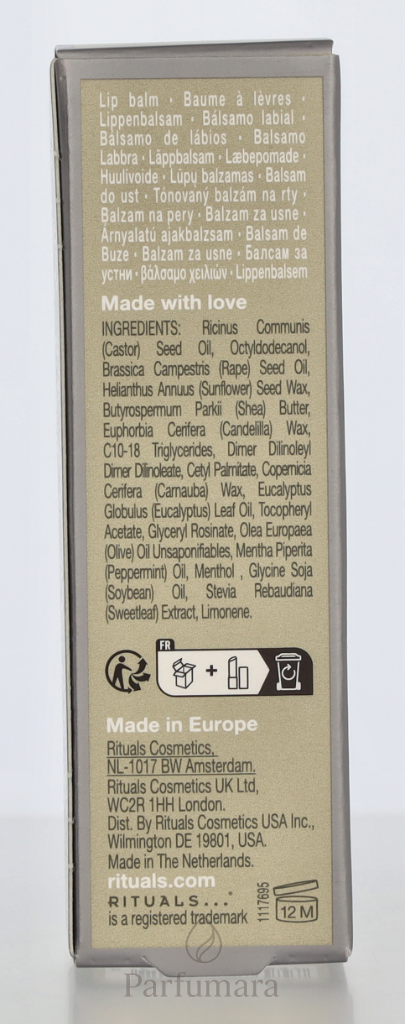 Lip balm · Baume à lèvres ·
Lippenbalsam · Bálsamo labial ·
Bálsamo de lábios · Balsamo
Labbra · Läppbalsam · Læbepomade ·
Huulivoide · Lūpų balzamas · Balsam
do ust · Tónovaný balzám na rty ·
Balzam na pery · Balzam za usne ·
Árnyalatú ajakbalzsam · Balsam de
Buze · Balzam za usne · Балсам за
устни · βάλσαμο χειλιών · Lippenbalsem
Made with love
INGREDIENTS: Ricinus Communis
(Castor) Seed Oil, Octyldodecanol,
Brassica Campestris (Rape) Seed Oil,
Helianthus Annuus (Sunflower) Seed Wax,
Butyrospermum Parkii (Shea) Butter,
Euphorbia Cerifera (Candelilla) Wax,
C10-18 Triglycerides, Dimer Dilinoleyl
Dimer Dilinoleate, Cetyl Palmitate, Copernicia
Cerifera (Carnauba) Wax, Eucalyptus
Globulus (Eucalyptus) Leaf Oil, Tocopheryl
Acetate, Glyceryl Rosinate, Olea Europaea
(Olive) Oil Unsaponifiables, Mentha Piperita
(Peppermint) Oil, Menthol , Glycine Soja
(Soybean) Oil, Stevia Rebaudiana
(Sweetleaf) Extract, Limonene.
FR
+
Made in Europe
Rituals Cosmetics,
NL-1017 BW Amsterdam.
Rituals Cosmetics UK Ltd,
WC2R 1HH London.
Dist. By Rituals Cosmetics USA Inc.,
Wilmington DE 19801, USA.
Made in The Netherlands.
rituals.com
RITUALS...
is a registered trademark
1117695
12 M
Parfumara